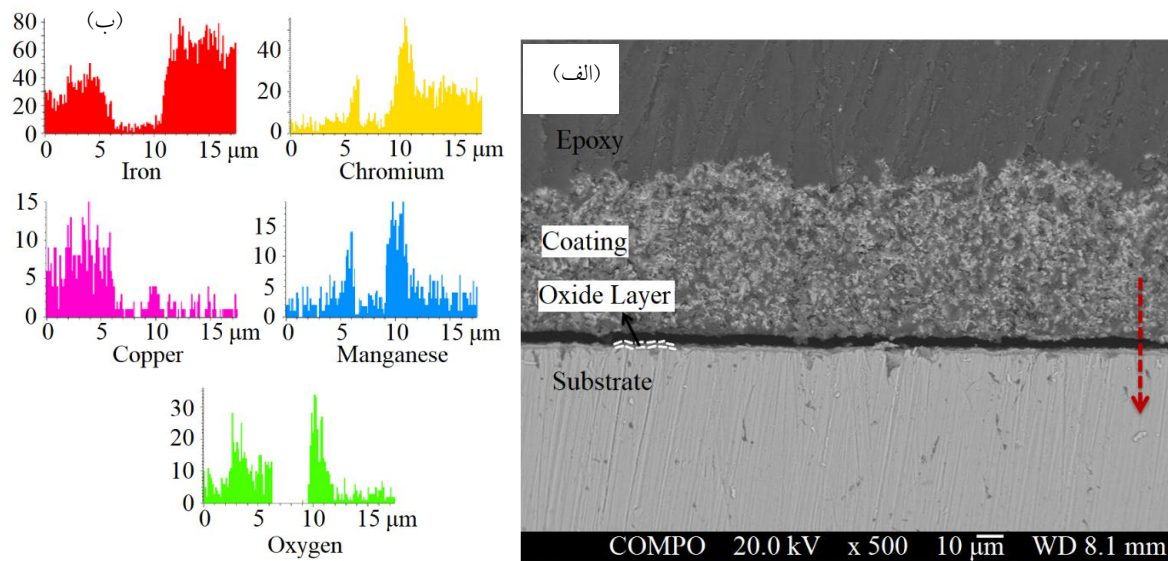 (ب)
80
60
40
20
0
0 5 10 15 μm
Iron
40
20
0
0 5 10 15 μm
Chromium
15
10
5
0
0 5 10 15 μm
Copper
15
10
5
0
0 5 10 15 μm
Manganese
30
20
10
0
0 5 10 15 μm
Oxygen
(الف)
Epoxy
Coating
Oxide Layer
Substrate
COMPO 20.0 kV x 500 10 μm WD 8.1 mm